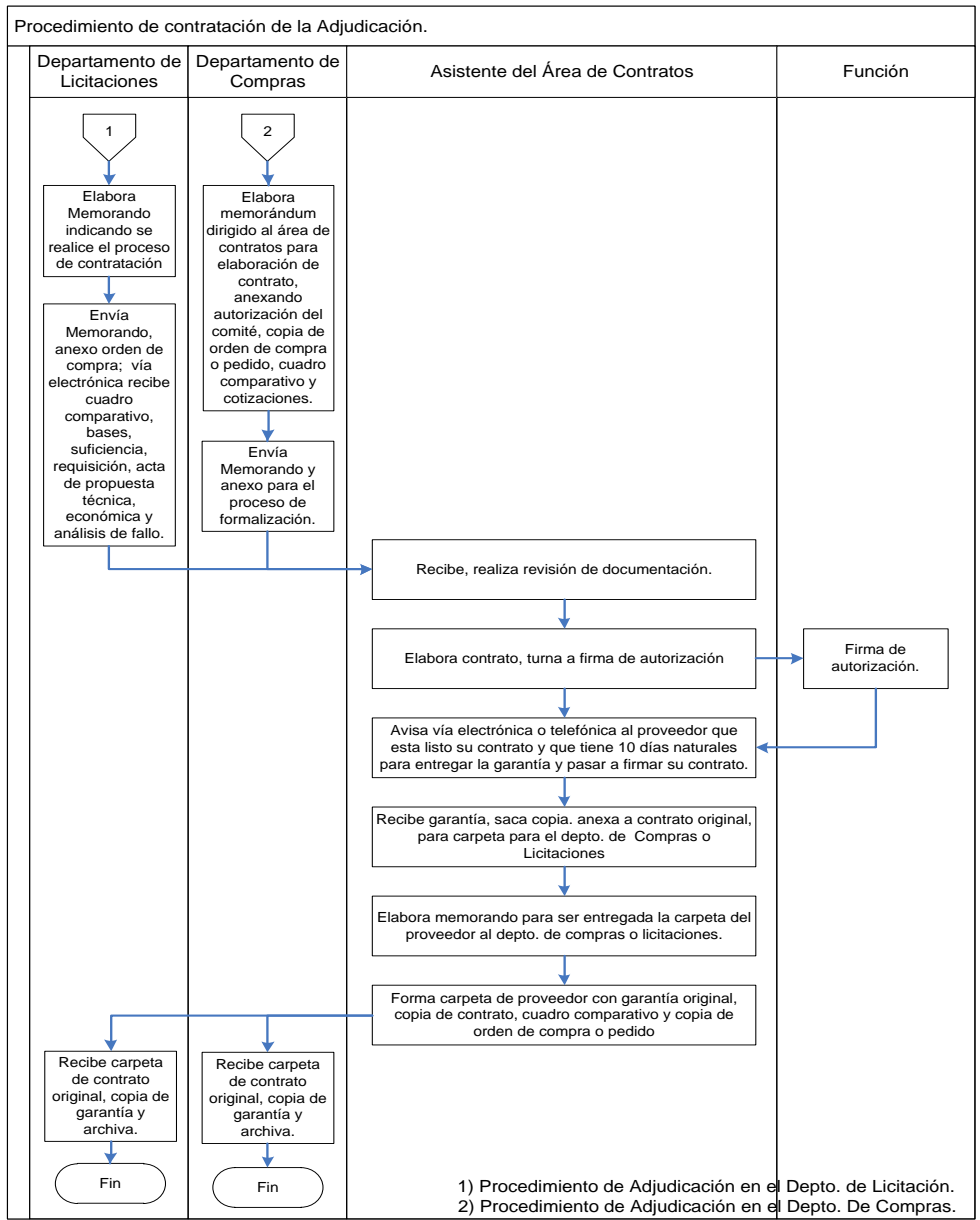 Procedimiento de contratación de la Adjudicación.
Departamento de
Licitaciones
Departamento de
Compras
Asistente del Área de Contratos
Función
1
2
Elabora
Memorando
indicando se
realice el proceso
de contratación
Elabora
memorándum
dirigido al área de
contratos para
elaboración de
contrato,
anexando
autorización del
comité, copia de
orden de compra
o pedido, cuadro
comparativo y
cotizaciones.
Envía
Memorando,
anexo orden de
compra; vía
electrónica recibe
cuadro
comparativo,
bases,
suficiencia,
requisición, acta
de propuesta
técnica,
económica y
análisis de fallo.
Envía
Memorando y
anexo para el
proceso de
formalización.
Recibe, realiza revisión de documentación.
Elabora contrato, turna a firma de autorización
Firma de
autorización.
Avisa vía electrónica o telefónica al proveedor que
esta listo su contrato y que tiene 10 días naturales
para entregar la garantía y pasar a firmar su contrato.
Recibe garantía, saca copia. anexa a contrato original,
para carpeta para el depto. de Compras o
Licitaciones
Elabora memorando para ser entregada la carpeta del
proveedor al depto. de compras o licitaciones.
Forma carpeta de proveedor con garantía original,
copia de contrato, cuadro comparativo y copia de
orden de compra o pedido
Recibe carpeta
de contrato
original, copia de
garantía y
archiva.
Recibe carpeta
de contrato
original, copia de
garantía y
archiva.
Fin
Fin
1) Procedimiento de Adjudicación en el Depto. de Licitación.
2) Procedimiento de Adjudicación en el Depto. De Compras.